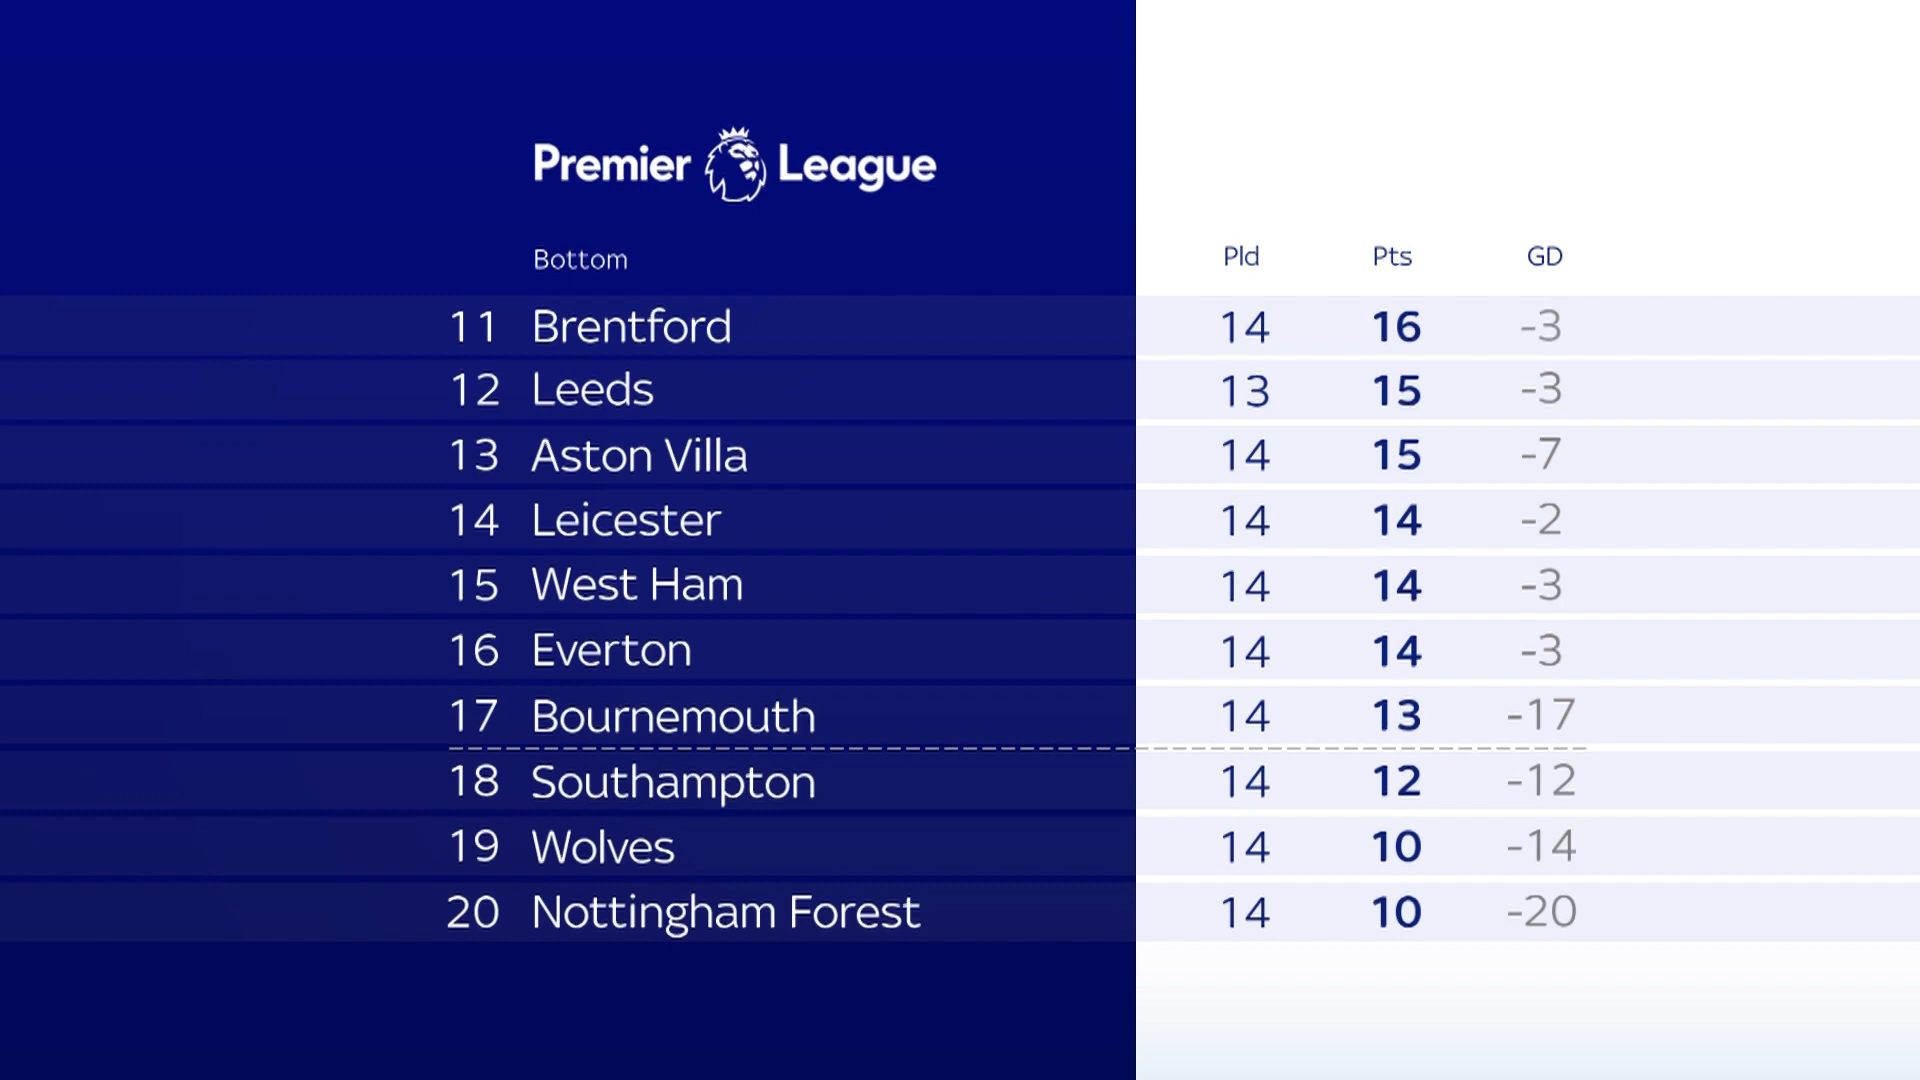 Premier League
Bottom Pld Pts GD
11 Brentford 14 16 -3
12 Leeds 13 15 -3
13 Aston Villa 14 15 -7
14 Leicester 14 14 -2
15 West Ham 14 14 -3
16 Everton 14 14 -3
17 Bournemouth 14 13 -17
18 Southampton 14 12 -12
19 Wolves 14 10 -14
20 Nottingham Forest 14 10 -20